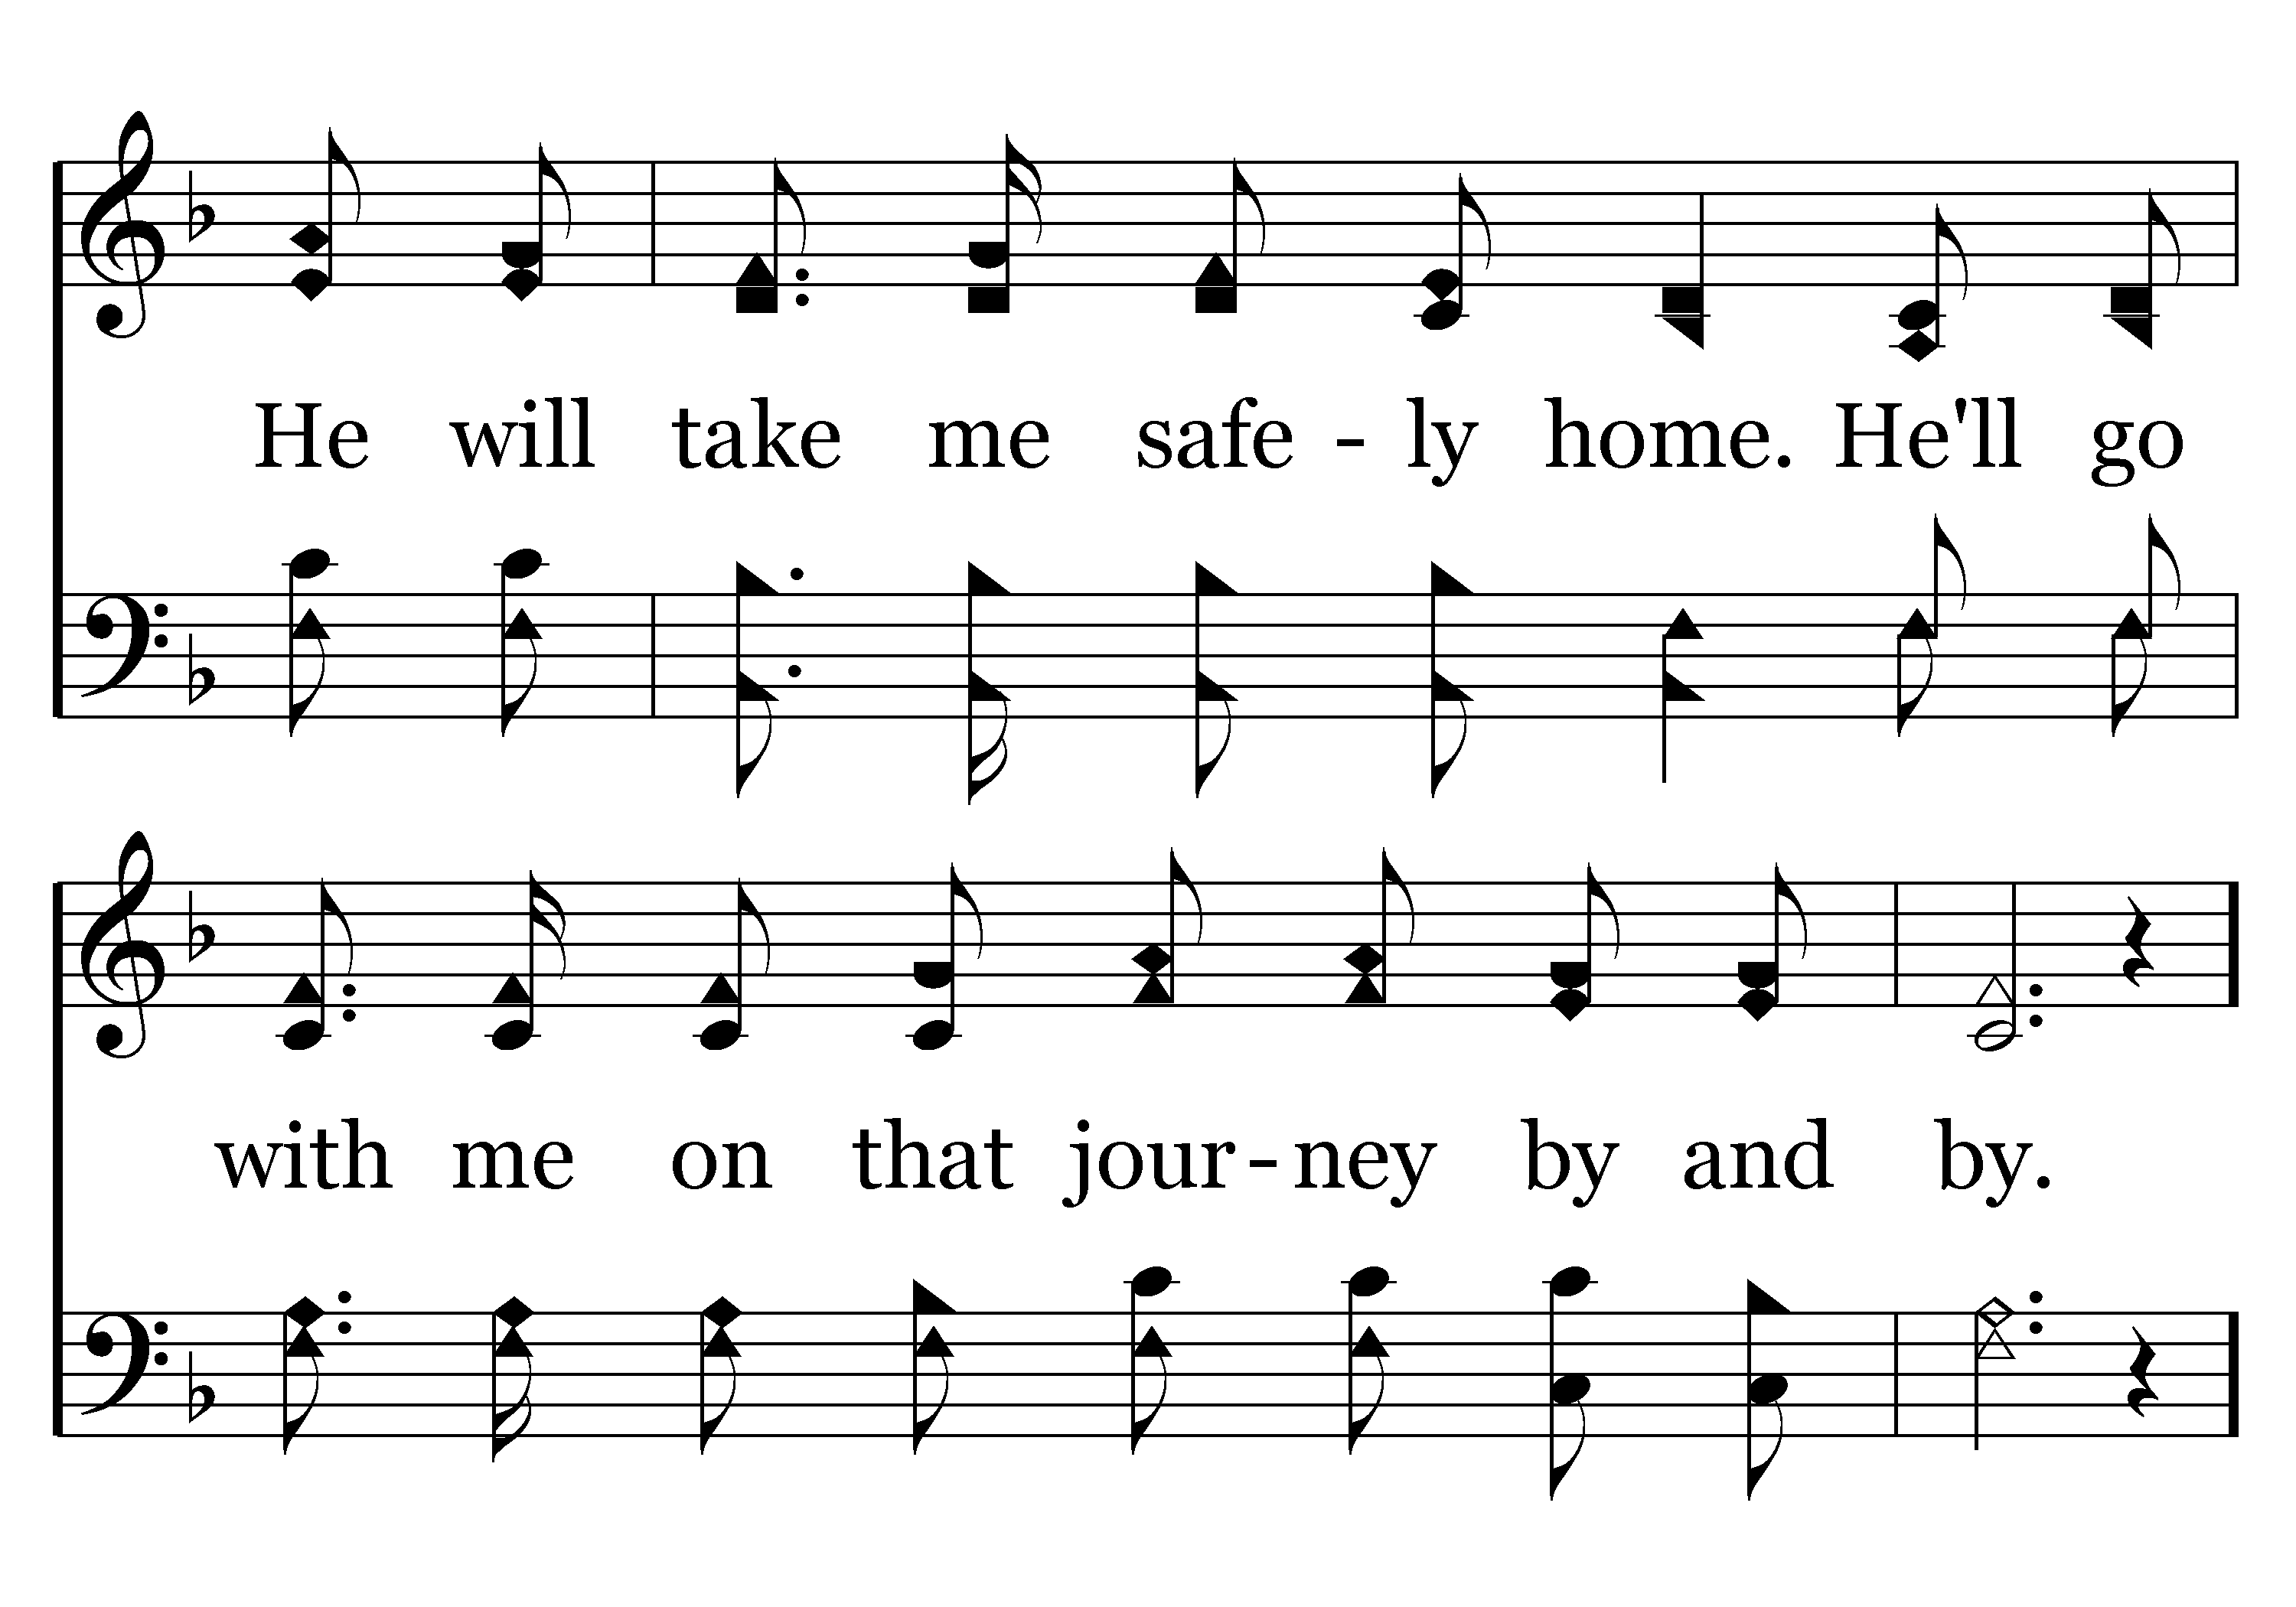 He will take me safe - ly home. He'll go
with me on that jour - ney by and by.